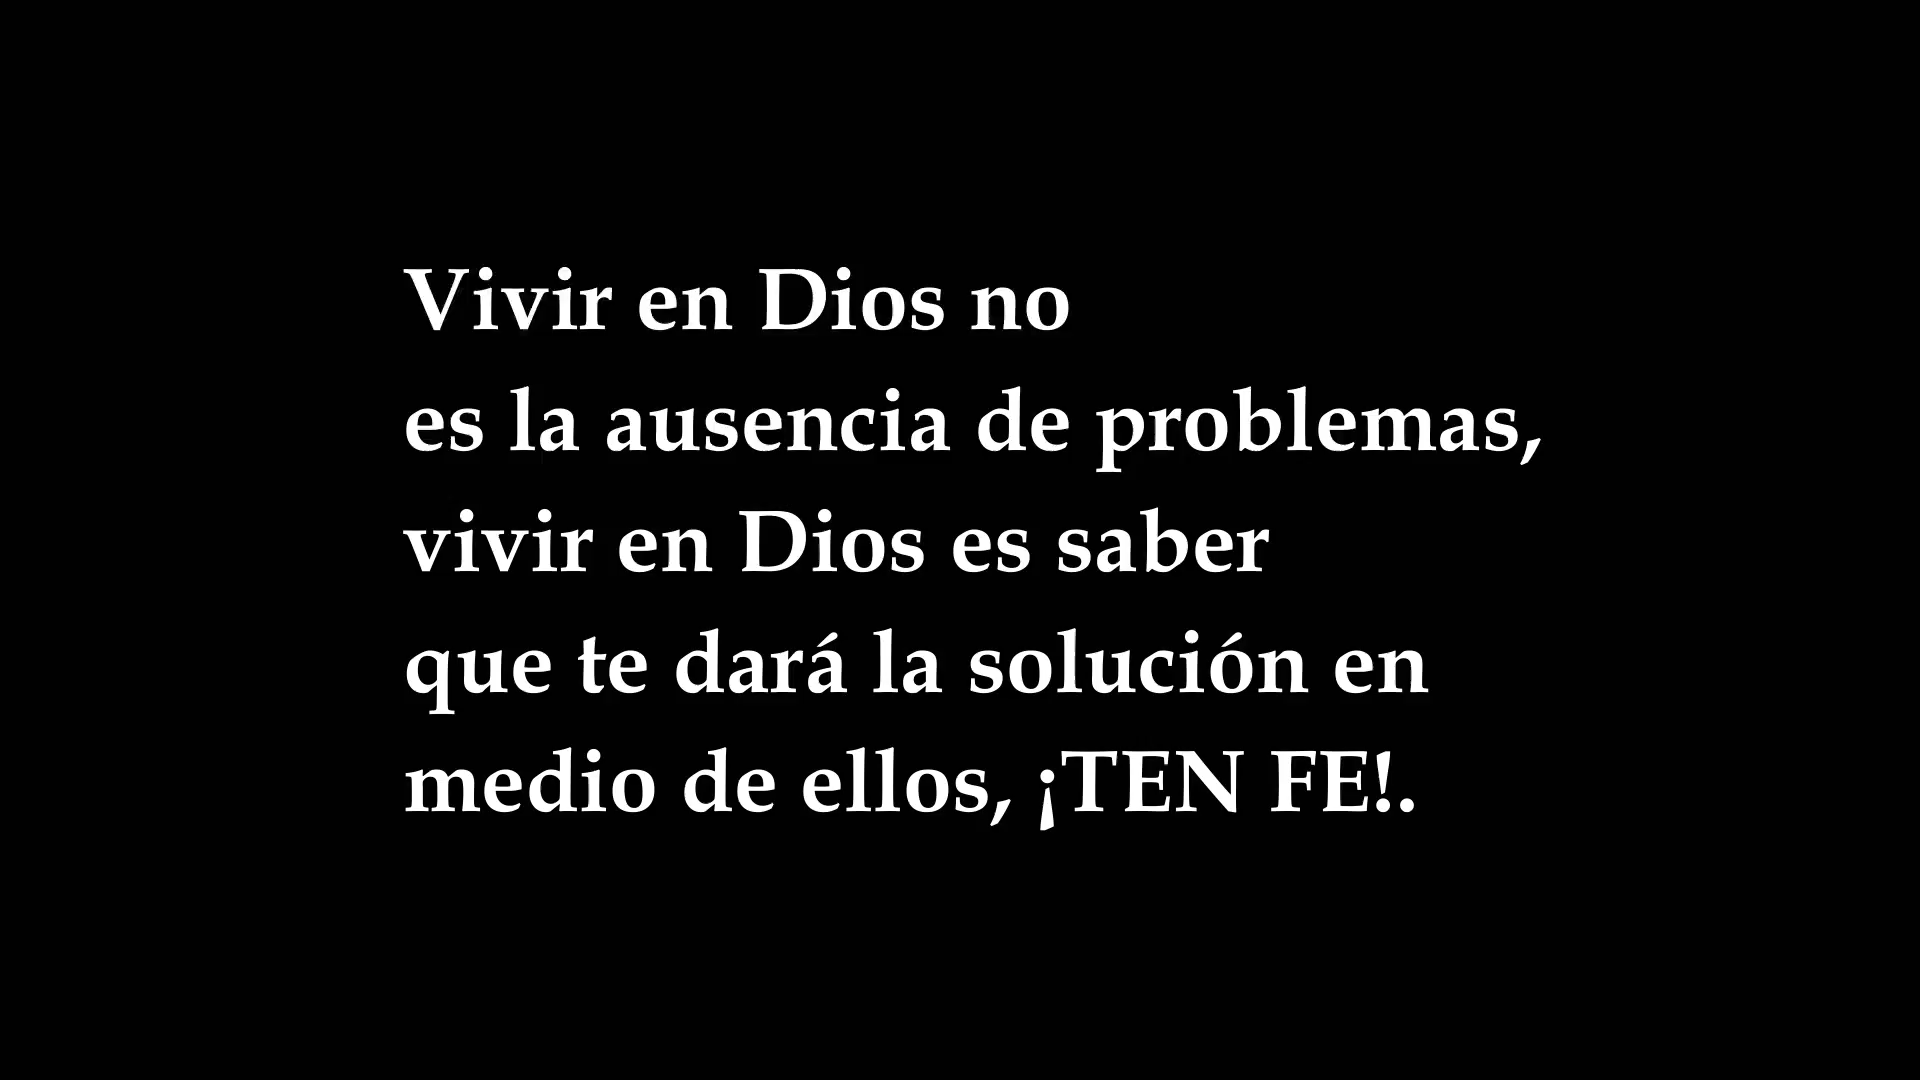 Vivir en Dios no
es la ausencia de problemas,
vivir en Dios es saber
que te dará la solución en
medio de ellos, ¡TEN FE!.